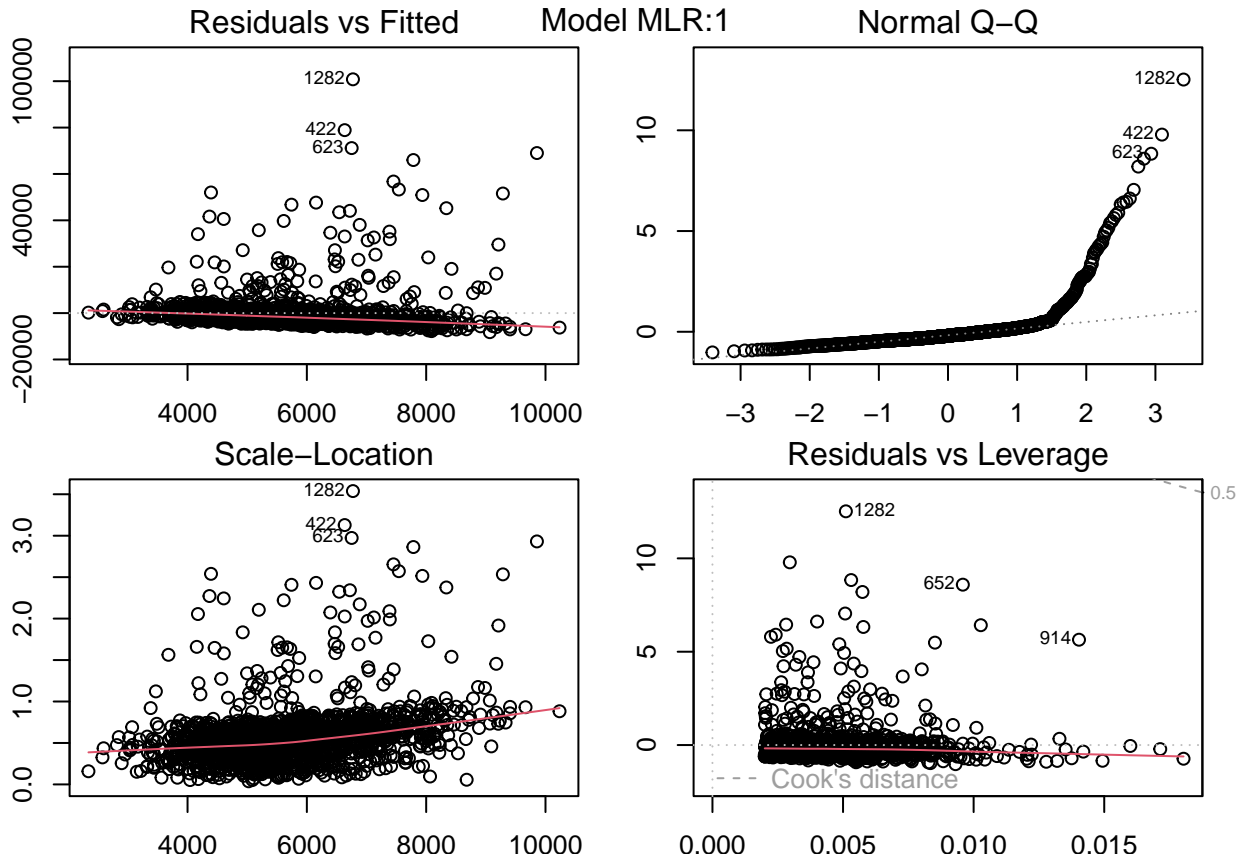 Residuals vs Fitted
Model MLR:1
Normal Q−Q
100000
40000
−20000
1282
422
623
4000 6000 8000 10000
10
5
0
1282
422
623
−3 −2 −1 0 1 2 3
Scale−Location
Residuals vs Leverage
3.0
2.0
1.0
0.0
1282
422
623
4000 6000 8000 10000
10
5
0
1282
652
914
0.5
Cook's distance
0.000 0.005 0.010 0.015